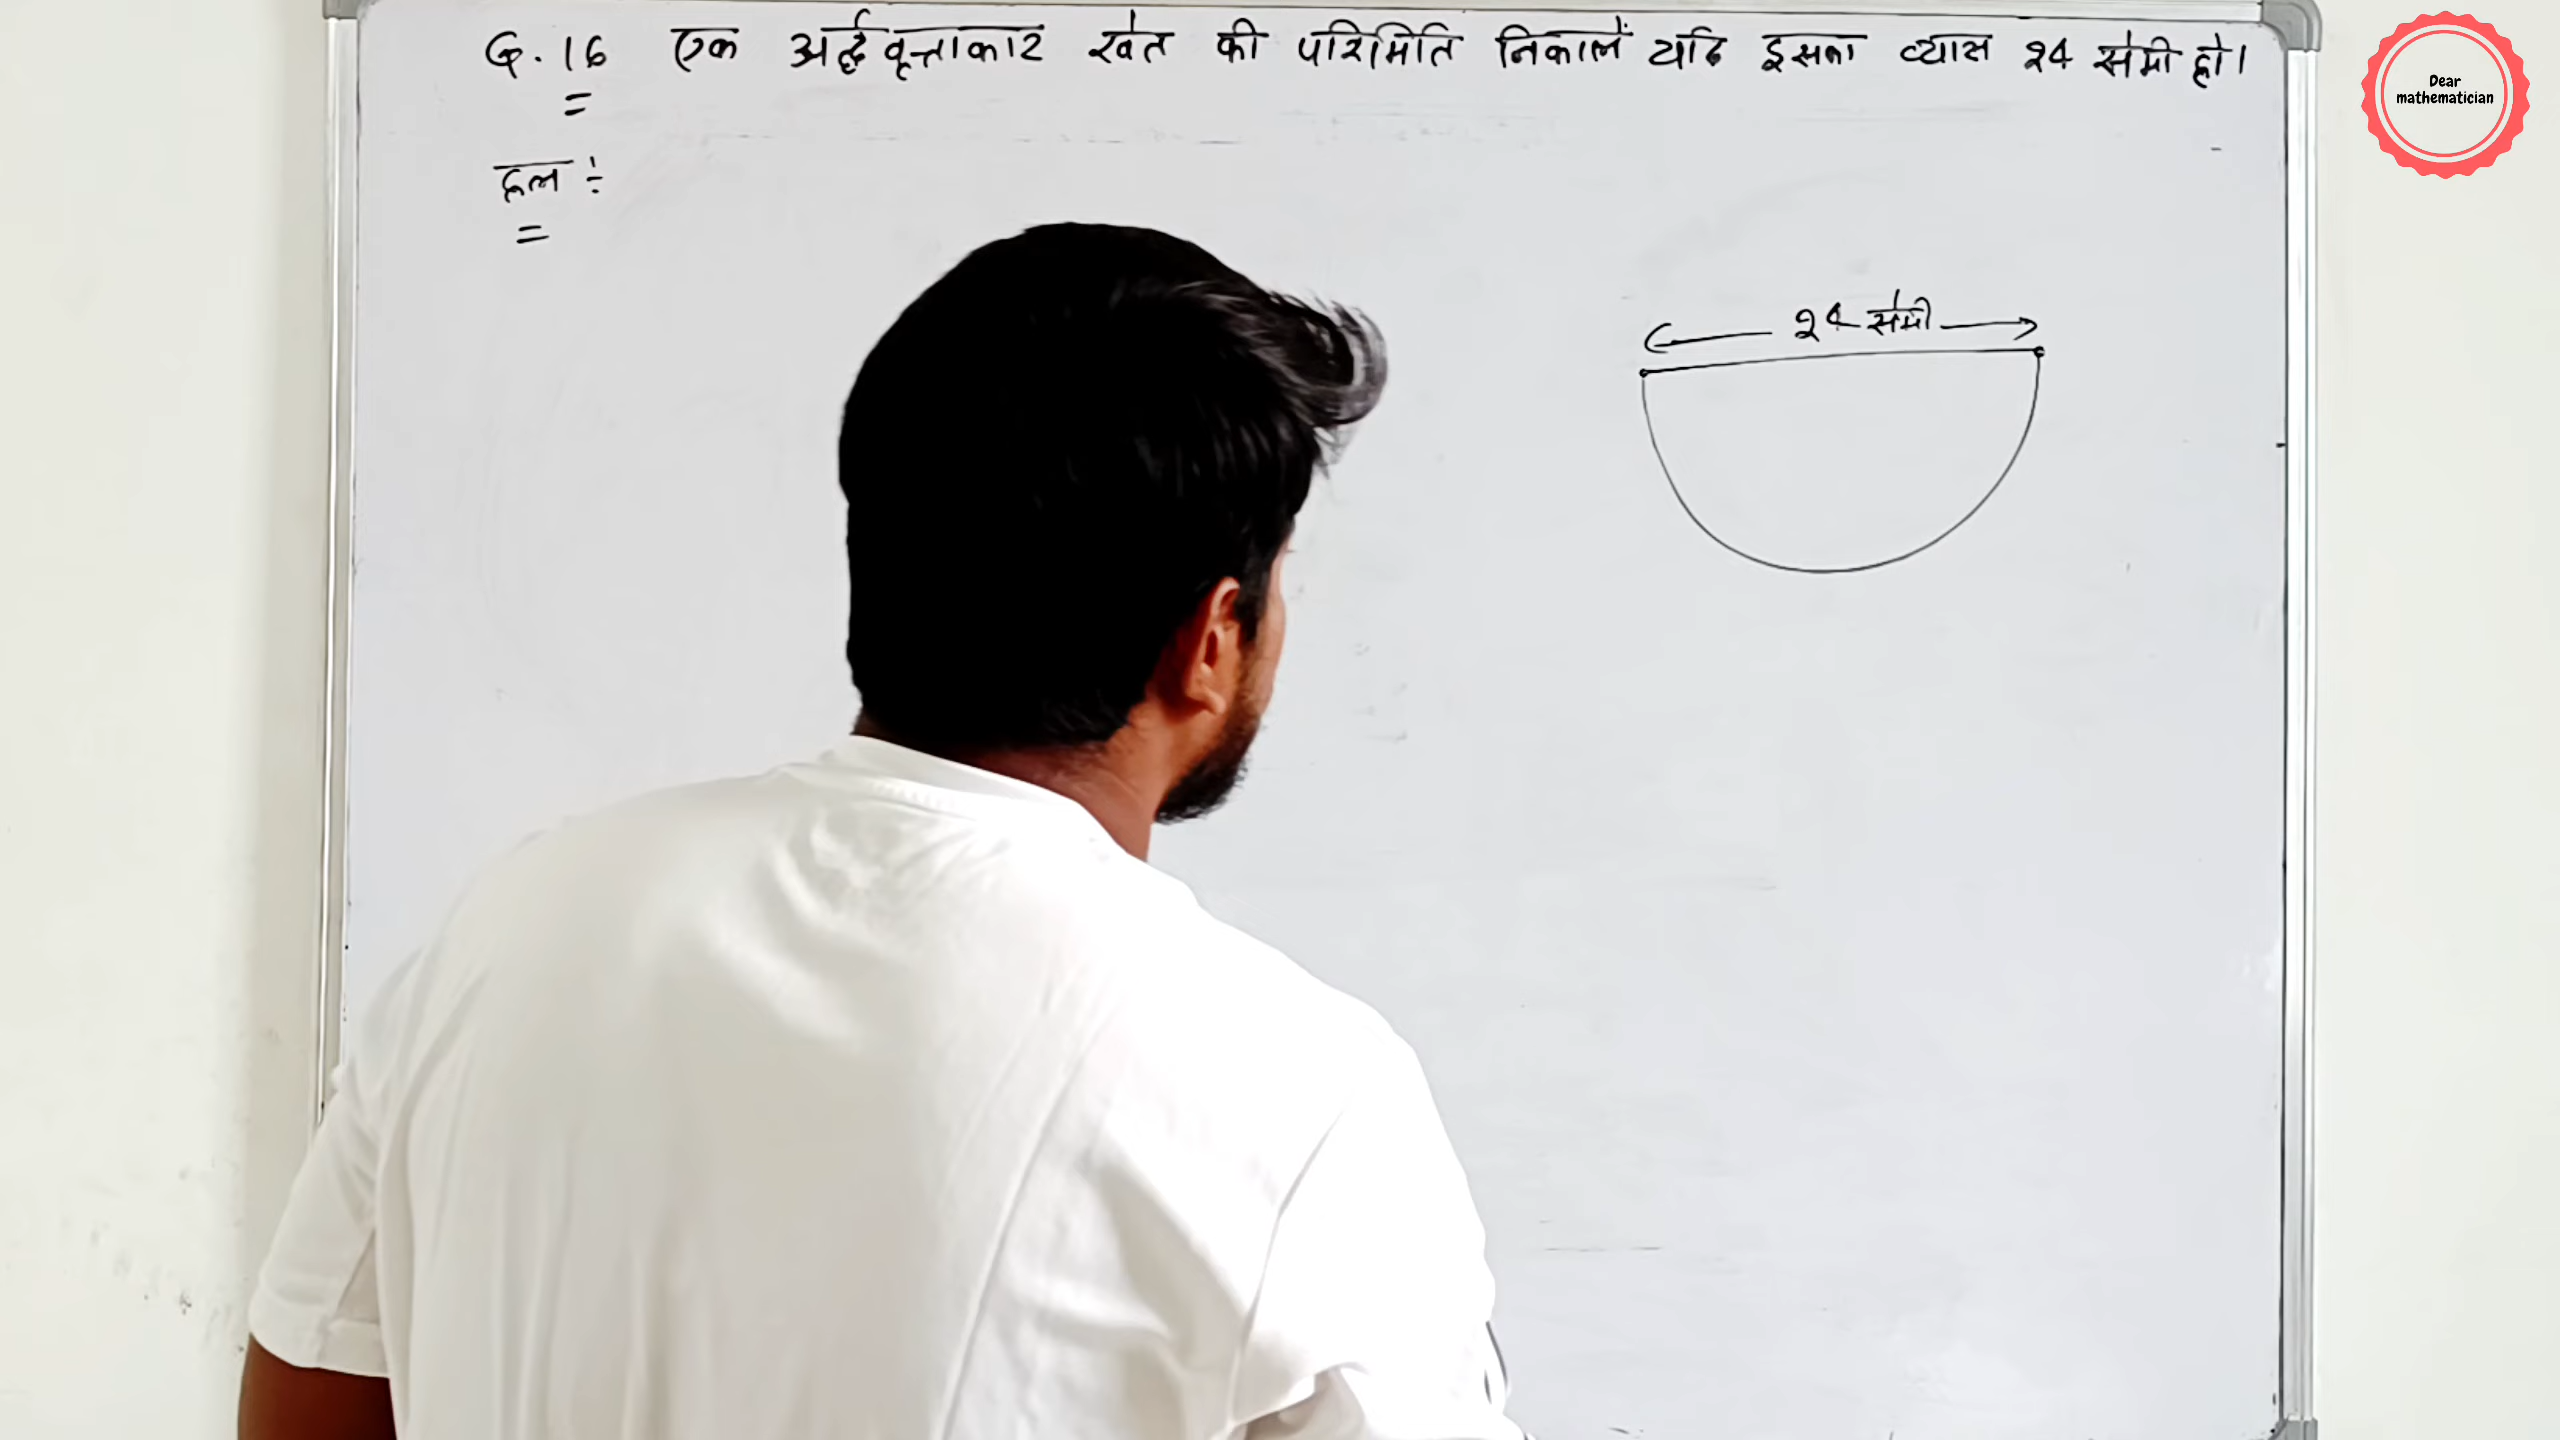 Q.16 एक अर्द्धवृत्ताकार खेत की परिमिति निकालें यदि इसका व्यास 24 सेमी हो।
हल ÷
24 सेमी
Dear
mathematician